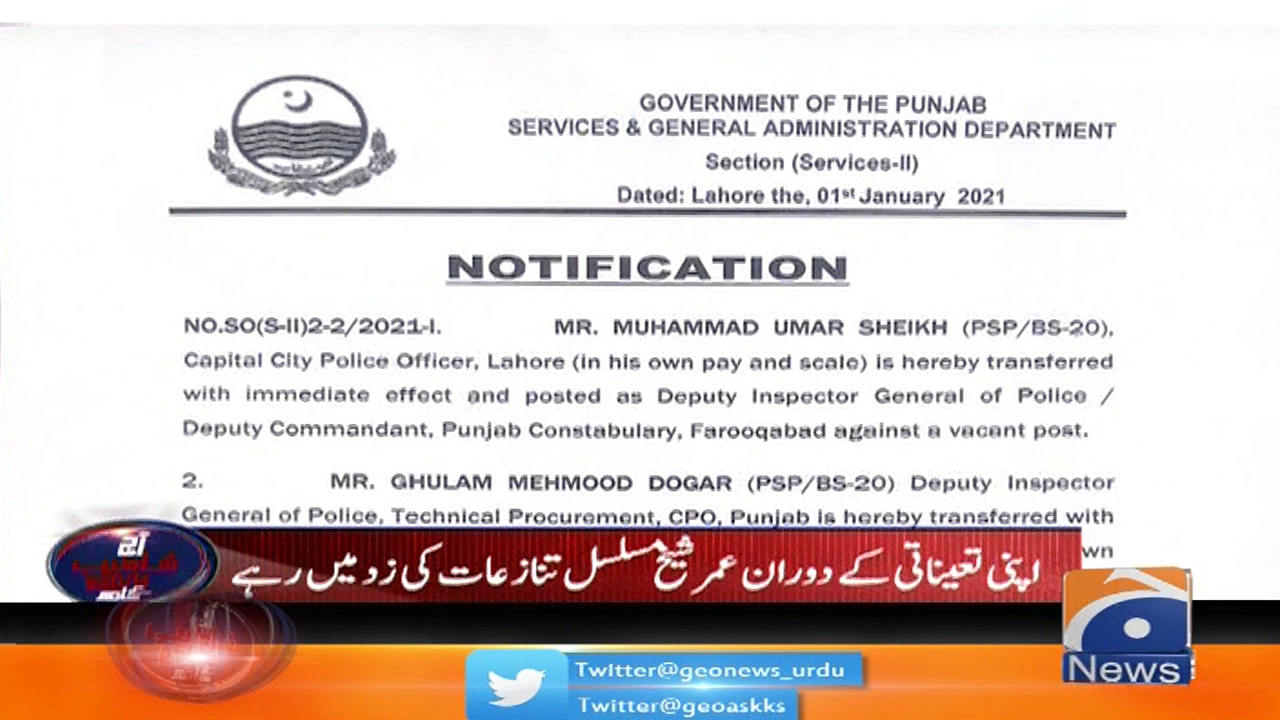 GOVERNMENT OF THE PUNJAB
SERVICES & GENERAL ADMINISTRATION DEPARTMENT
Section (Services-II)
Dated: Lahore the, 01st January 2021
NOTIFICATION
NO.SO(S-II)2-2/2021-I. MR. MUHAMMAD UMAR SHEIKH (PSP/BS-20),
Capital City Police Officer, Lahore (in his own pay and scale) is hereby transferred
with immediate effect and posted as Deputy Inspector General of Police /
Deputy Commandant, Punjab Constabulary, Farooqabad against a vacant post.
2. MR. GHULAM MEHMOOD DOGAR (PSP/BS-20) Deputy Inspector
General of Police, Technical Procurement, CPO, Punjab is hereby transferred with
wn
آج
اپنی تعیناتی کے دوران عمر شیخ مسلسل تنازعات کی زد میں رہے
News
Twitter@geonews_urdu
Twitter@geoaskks